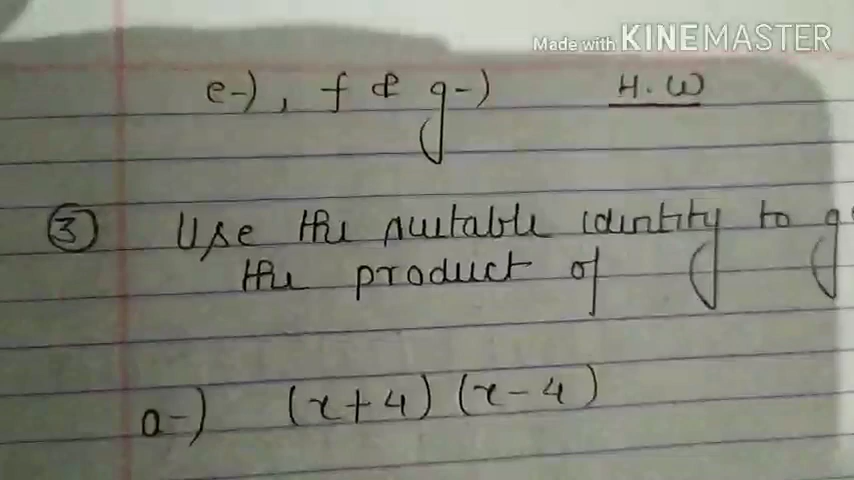 Made with KINEMASTER
e-), f & g-) H.W
③ Use the suitable identity to g
the product of
a-) (x+4) (x-4)